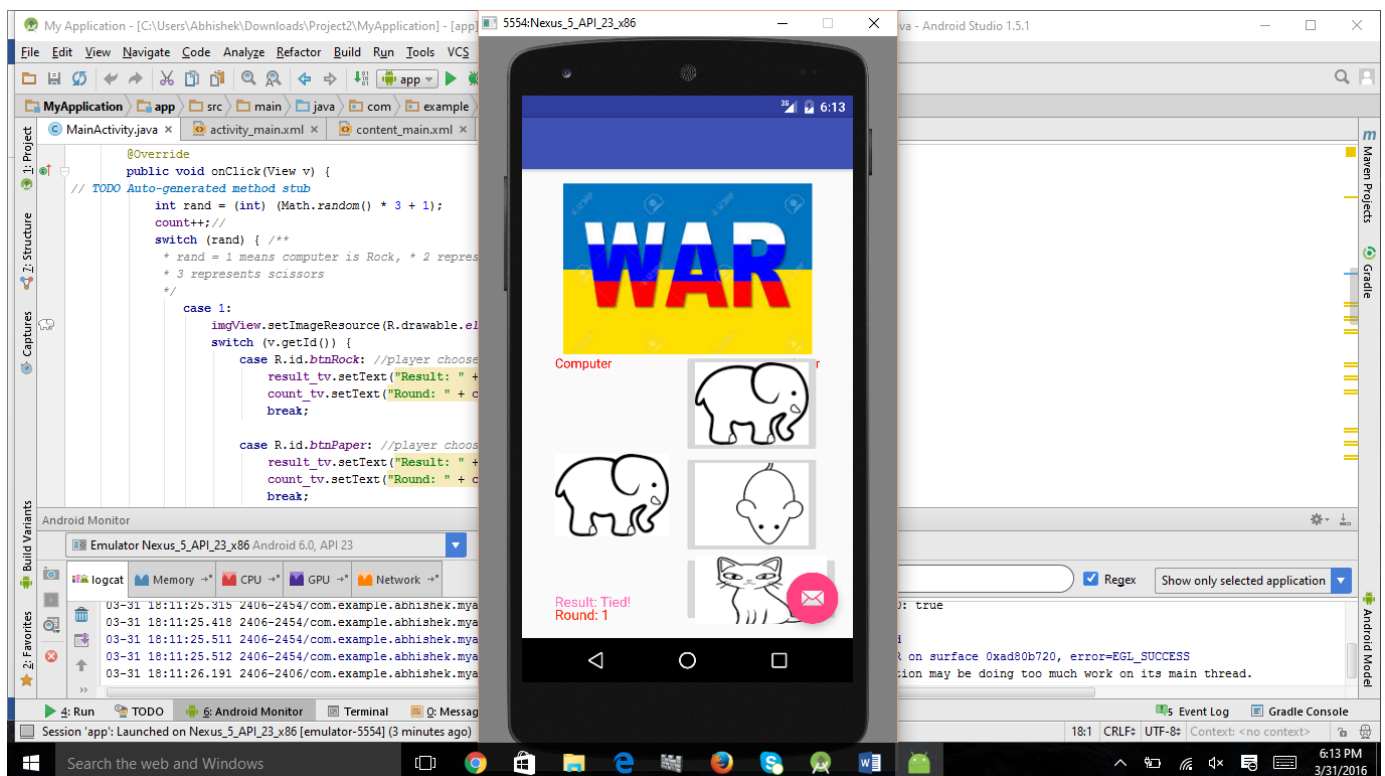 My Application - [C:\Users\Abhishek\Downloads\Project2\MyApplication] - [app]
5554:Nexus_5_API_23_x86
va - Android Studio 1.5.1
File Edit View Navigate Code Analyze Refactor Build Run Tools VCS
app
MyApplication app src main java com example
MainActivity.java × activity_main.xml × content_main.xml ×
@Override
public void onClick(View v) {
// TODO Auto-generated method stub
int rand = (int) (Math.random() * 3 + 1);
count++;//
switch (rand) { /**
* rand = 1 means computer is Rock, * 2 repres
* 3 represents scissors
*/
case 1:
imgView.setImageResource(R.drawable.el
switch (v.getId()) {
case R.id.btnRock: //player choose
result_tv.setText("Result: " +
count_tv.setText("Round: " + c
break;
case R.id.btnPaper: //player choos
result_tv.setText("Result: " +
count_tv.setText("Round: " + c
break;
1: Project
7: Structure
Captures
Build Variants
2: Favorites
Maven Projects
Gradle
Android Model
36 6:13
WAR
Computer
r
Result: Tied!
Round: 1
Android Monitor
Emulator Nexus_5_API_23_x86 Android 6.0, API 23
logcat Memory CPU GPU Network
Regex Show only selected application
03-31 18:11:25.315 2406-2454/com.example.abhishek.mya
: true
03-31 18:11:25.418 2406-2454/com.example.abhishek.mya
03-31 18:11:25.511 2406-2454/com.example.abhishek.mya
03-31 18:11:25.512 2406-2454/com.example.abhishek.mya
R on surface 0xad80b720, error=EGL_SUCCESS
03-31 18:11:26.191 2406-2406/com.example.abhishek.mya
tion may be doing too much work on its main thread.
4: Run TODO 6: Android Monitor Terminal 0: Messag
5 Event Log Gradle Console
Session 'app': Launched on Nexus_5_API_23_x86 [emulator-5554] (3 minutes ago)
18:1 CRLF UTF-8 Context: <no context>
Search the web and Windows
6:13 PM
3/31/2016